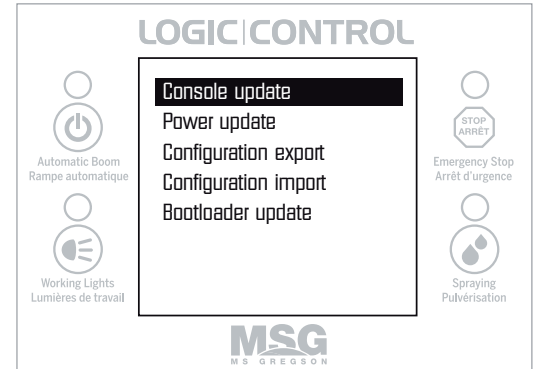 LOGIC|CONTROL
Automatic Boom
Rampe automatique
Working Lights
Lumières de travail
Console update
Power update
Configuration export
Configuration import
Bootloader update
STOP
ARRÊT
Emergency Stop
Arrêt d'urgence
Spraying
Pulvérisation
MSG
MS GREGSON